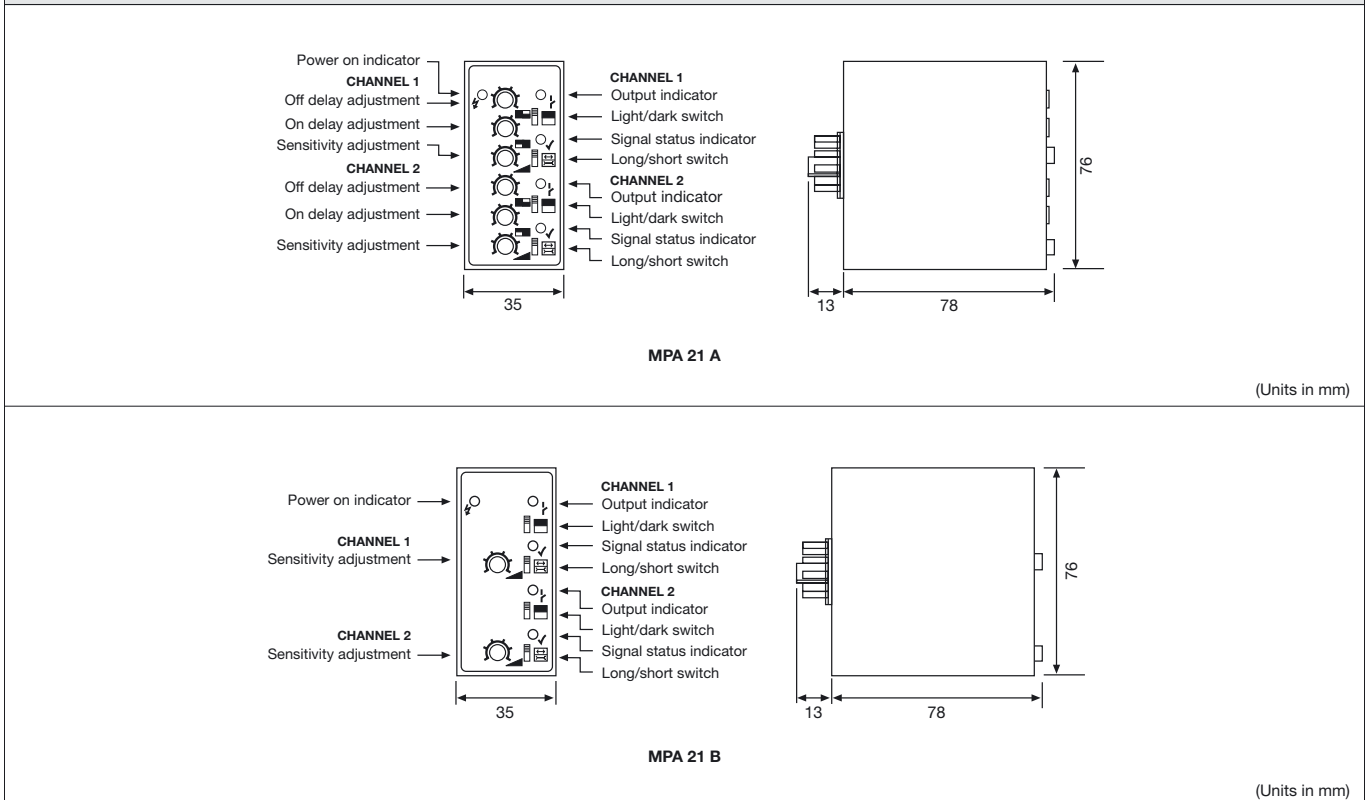 Power on indicator
CHANNEL 1
Off delay adjustment
On delay adjustment
Sensitivity adjustment
CHANNEL 2
Off delay adjustment
On delay adjustment
Sensitivity adjustment
CHANNEL 1
Output indicator
Light/dark switch
Signal status indicator
Long/short switch
CHANNEL 2
Output indicator
Light/dark switch
Signal status indicator
Long/short switch
35
13
78
76
MPA 21 A
(Units in mm)
Power on indicator
CHANNEL 1
Sensitivity adjustment
CHANNEL 2
Sensitivity adjustment
CHANNEL 1
Output indicator
Light/dark switch
Signal status indicator
Long/short switch
CHANNEL 2
Output indicator
Light/dark switch
Signal status indicator
Long/short switch
35
13
78
76
MPA 21 B
(Units in mm)